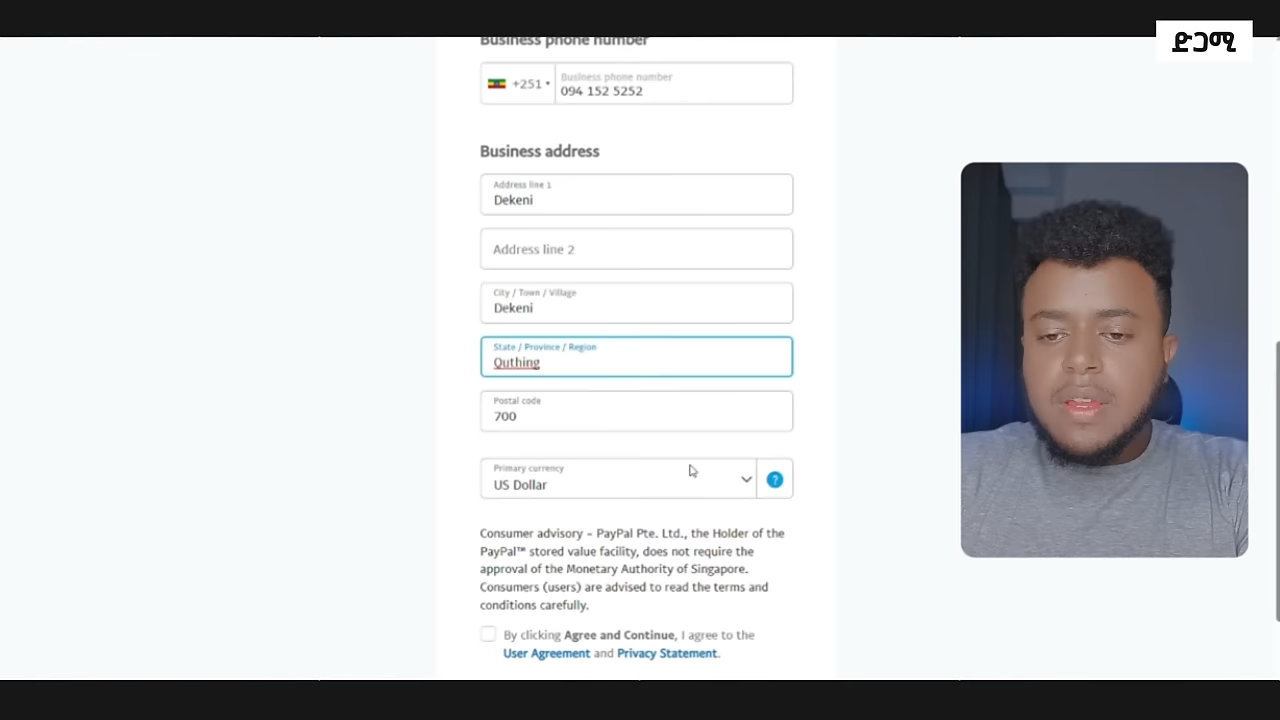 ድጋሚ
Business phone number
+251
Business phone number
094 152 5252
Business address
Address line 1
Dekeni
Address line 2
City / Town / Village
Dekeni
State / Province / Region
Quthing
Postal code
700
Primary currency
US Dollar
?
Consumer advisory – PayPal Pte. Ltd., the Holder of the
PayPal™ stored value facility, does not require the
approval of the Monetary Authority of Singapore.
Consumers (users) are advised to read the terms and
conditions carefully.
By clicking Agree and Continue, I agree to the
User Agreement and Privacy Statement.